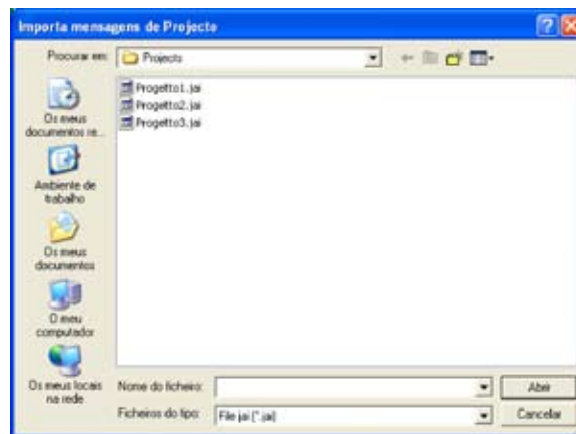 Importa mensagens de Projecto
Procurar em:
Projects
Progetto1.jai
Progetto2.jai
Progetto3.jai
Os meus
documentos re...
Ambiente de
trabalho
Os meus
documentos
O meu
computador
Os meus locais
na rede
Nome do ficheiro:
Abrir
Ficheiros do tipo:
File jai (*.jai)
Cancelar